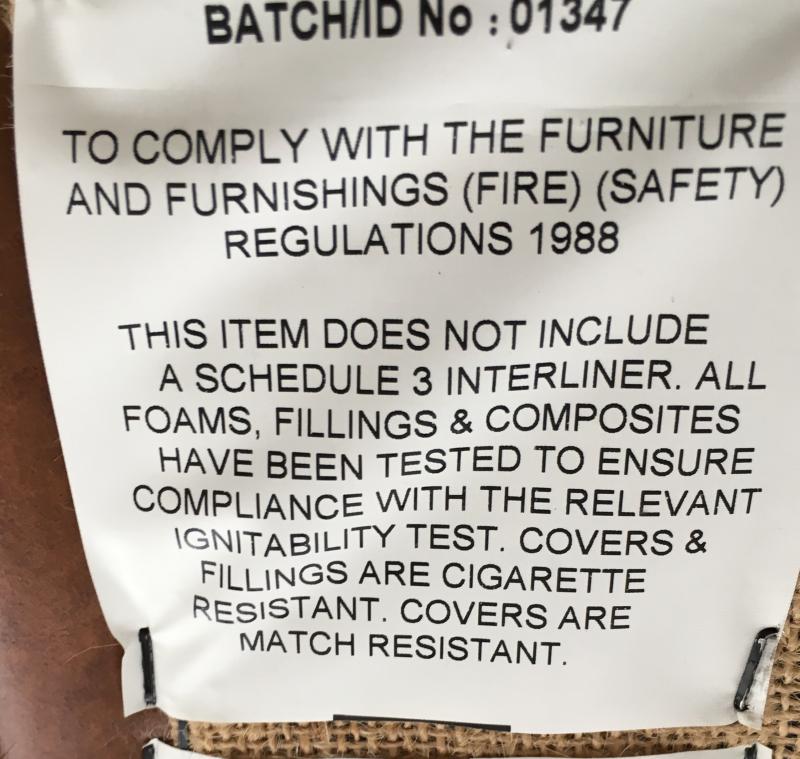 BATCH/ID No : 01347
TO COMPLY WITH THE FURNITURE
AND FURNISHINGS (FIRE) (SAFETY)
REGULATIONS 1988
THIS ITEM DOES NOT INCLUDE
A SCHEDULE 3 INTERLINER. ALL
FOAMS, FILLINGS & COMPOSITES
HAVE BEEN TESTED TO ENSURE
COMPLIANCE WITH THE RELEVANT
IGNITABILITY TEST. COVERS &
FILLINGS ARE CIGARETTE
RESISTANT. COVERS ARE
MATCH RESISTANT.